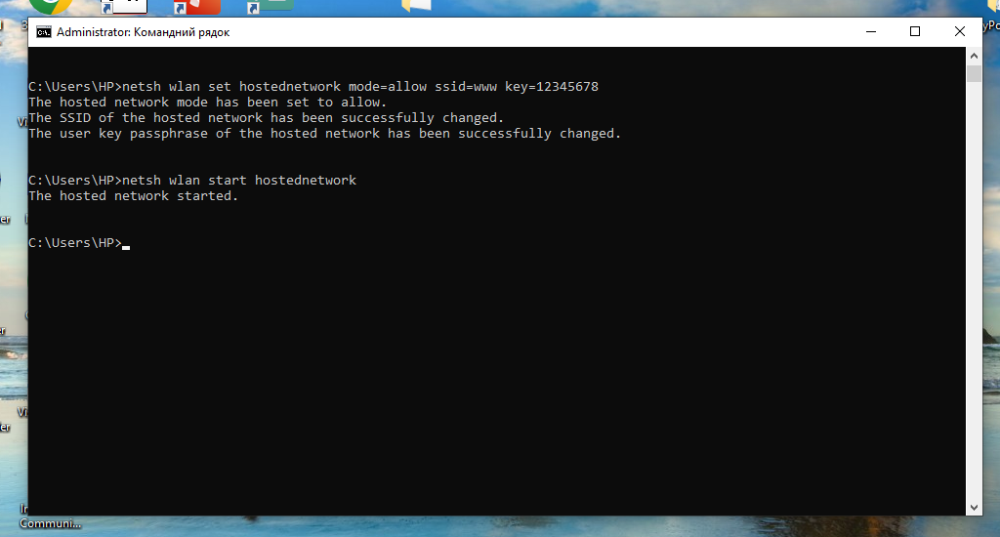 Administrator: Командний рядок
C:\Users\HP>netsh wlan set hostednetwork mode=allow ssid=www key=12345678
The hosted network mode has been set to allow.
The SSID of the hosted network has been successfully changed.
The user key passphrase of the hosted network has been successfully changed.
C:\Users\HP>netsh wlan start hostednetwork
The hosted network started.
C:\Users\HP>
Communi...